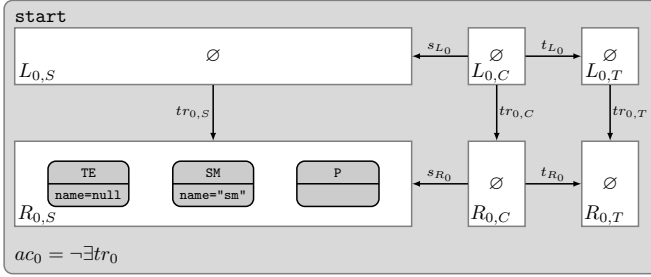 start
∅ s_{L_0} ∅ t_{L_0} ∅
L_{0,S} L_{0,C} L_{0,T}
tr_{0,S} tr_{0,C} tr_{0,T}
TE SM P s_{R_0} t_{R_0}
∅ ∅
name=null name="sm"
R_{0,S} R_{0,C} R_{0,T}
ac_0 = ¬∃tr_0